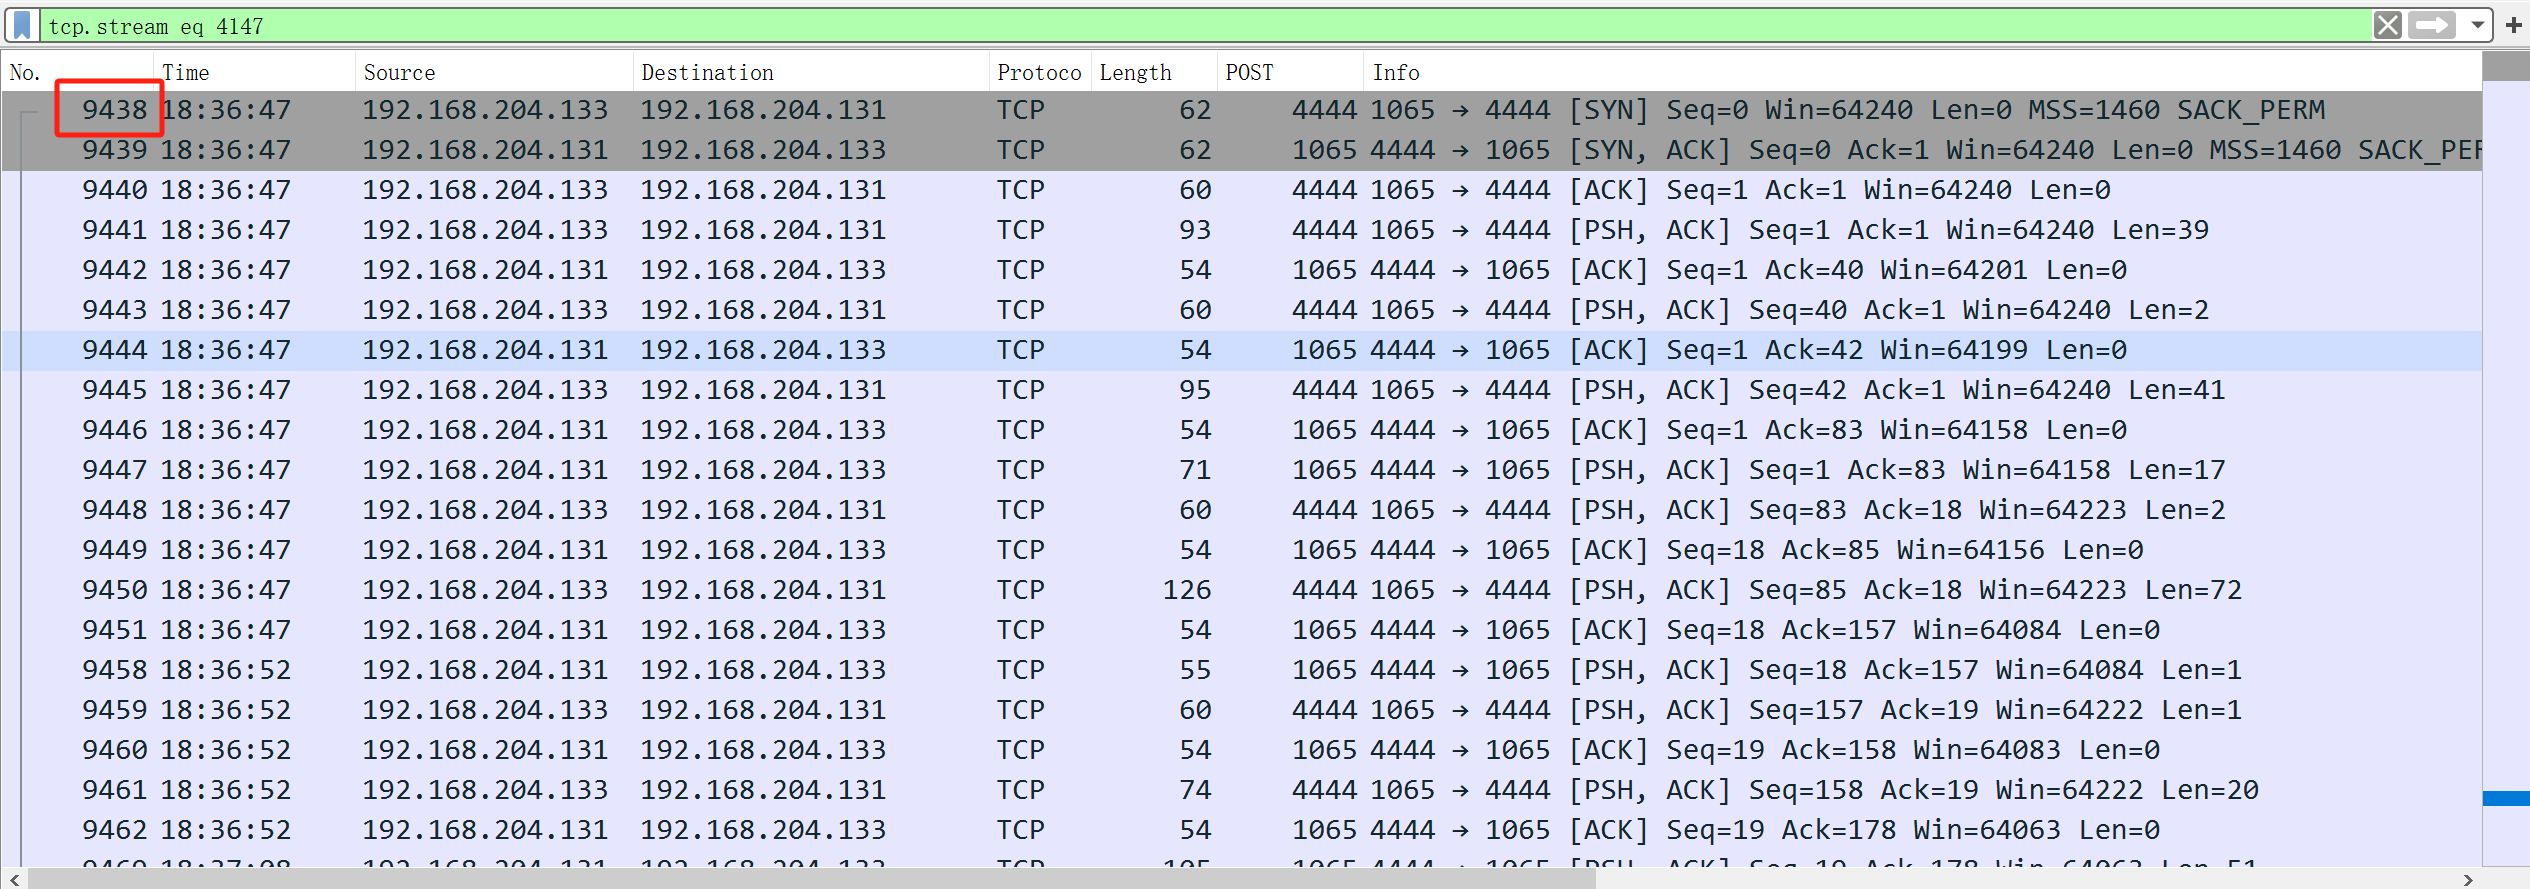 tcp.stream eq 4147
No. Time Source Destination Protoco Length POST Info
9438 18:36:47 192.168.204.133 192.168.204.131 TCP 62 4444 1065 → 4444 [SYN] Seq=0 Win=64240 Len=0 MSS=1460 SACK_PERM
9439 18:36:47 192.168.204.131 192.168.204.133 TCP 62 1065 4444 → 1065 [SYN, ACK] Seq=0 Ack=1 Win=64240 Len=0 MSS=1460 SACK_PER
9440 18:36:47 192.168.204.133 192.168.204.131 TCP 60 4444 1065 → 4444 [ACK] Seq=1 Ack=1 Win=64240 Len=0
9441 18:36:47 192.168.204.133 192.168.204.131 TCP 93 4444 1065 → 4444 [PSH, ACK] Seq=1 Ack=1 Win=64240 Len=39
9442 18:36:47 192.168.204.131 192.168.204.133 TCP 54 1065 4444 → 1065 [ACK] Seq=1 Ack=40 Win=64201 Len=0
9443 18:36:47 192.168.204.133 192.168.204.131 TCP 60 4444 1065 → 4444 [PSH, ACK] Seq=40 Ack=1 Win=64240 Len=2
9444 18:36:47 192.168.204.131 192.168.204.133 TCP 54 1065 4444 → 1065 [ACK] Seq=1 Ack=42 Win=64199 Len=0
9445 18:36:47 192.168.204.133 192.168.204.131 TCP 95 4444 1065 → 4444 [PSH, ACK] Seq=42 Ack=1 Win=64240 Len=41
9446 18:36:47 192.168.204.131 192.168.204.133 TCP 54 1065 4444 → 1065 [ACK] Seq=1 Ack=83 Win=64158 Len=0
9447 18:36:47 192.168.204.131 192.168.204.133 TCP 71 1065 4444 → 1065 [PSH, ACK] Seq=1 Ack=83 Win=64158 Len=17
9448 18:36:47 192.168.204.133 192.168.204.131 TCP 60 4444 1065 → 4444 [PSH, ACK] Seq=83 Ack=18 Win=64223 Len=2
9449 18:36:47 192.168.204.131 192.168.204.133 TCP 54 1065 4444 → 1065 [ACK] Seq=18 Ack=85 Win=64156 Len=0
9450 18:36:47 192.168.204.133 192.168.204.131 TCP 126 4444 1065 → 4444 [PSH, ACK] Seq=85 Ack=18 Win=64223 Len=72
9451 18:36:47 192.168.204.131 192.168.204.133 TCP 54 1065 4444 → 1065 [ACK] Seq=18 Ack=157 Win=64084 Len=0
9458 18:36:52 192.168.204.131 192.168.204.133 TCP 55 1065 4444 → 1065 [PSH, ACK] Seq=18 Ack=157 Win=64084 Len=1
9459 18:36:52 192.168.204.133 192.168.204.131 TCP 60 4444 1065 → 4444 [PSH, ACK] Seq=157 Ack=19 Win=64222 Len=1
9460 18:36:52 192.168.204.131 192.168.204.133 TCP 54 1065 4444 → 1065 [ACK] Seq=19 Ack=158 Win=64083 Len=0
9461 18:36:52 192.168.204.133 192.168.204.131 TCP 74 4444 1065 → 4444 [PSH, ACK] Seq=158 Ack=19 Win=64222 Len=20
9462 18:36:52 192.168.204.131 192.168.204.133 TCP 54 1065 4444 → 1065 [ACK] Seq=19 Ack=178 Win=64063 Len=0